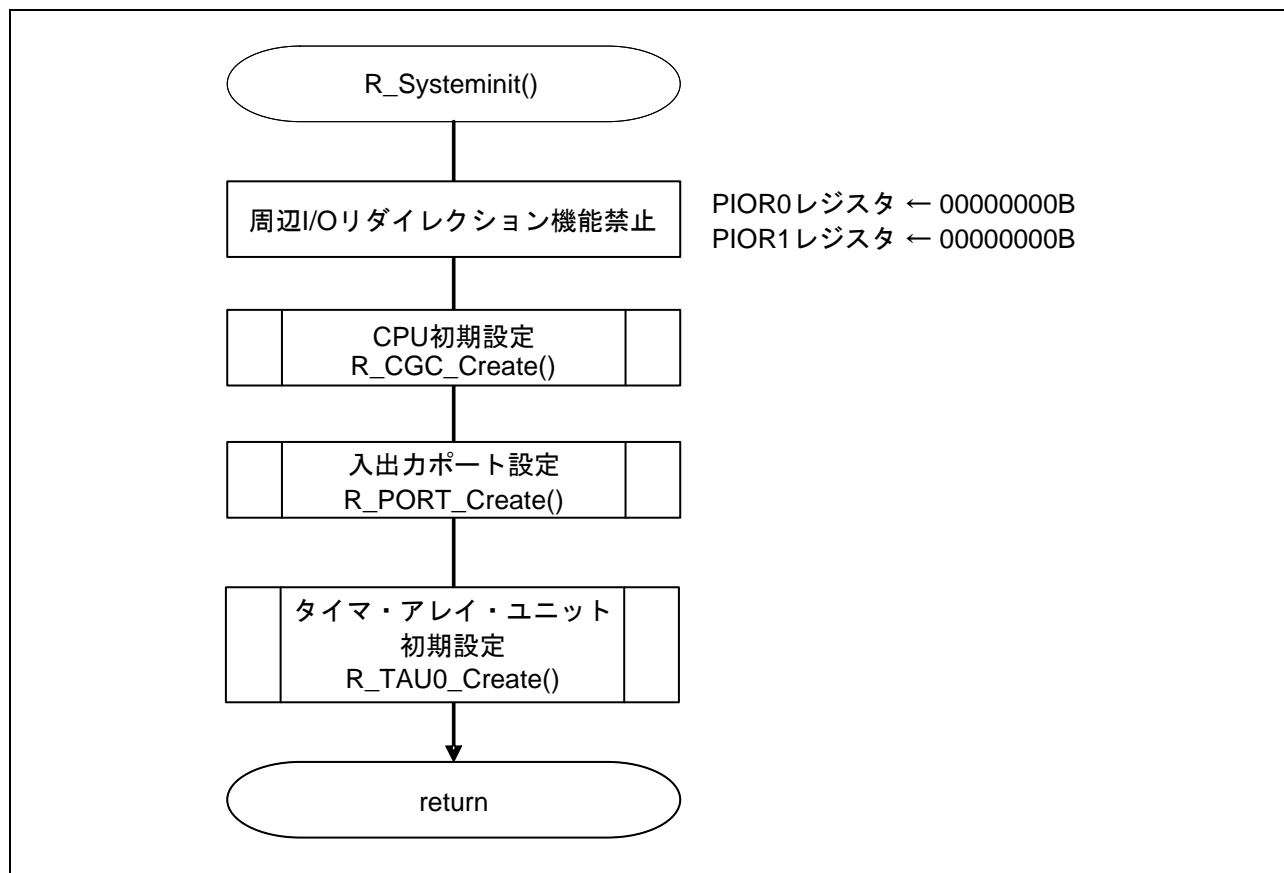 R_Systeminit()
周辺I/Oリダイレクション機能禁止
PIOR0レジスタ ← 00000000B
PIOR1レジスタ ← 00000000B
CPU初期設定
R_CGC_Create()
入出力ポート設定
R_PORT_Create()
タイマ・アレイ・ユニット
初期設定
R_TAU0_Create()
return